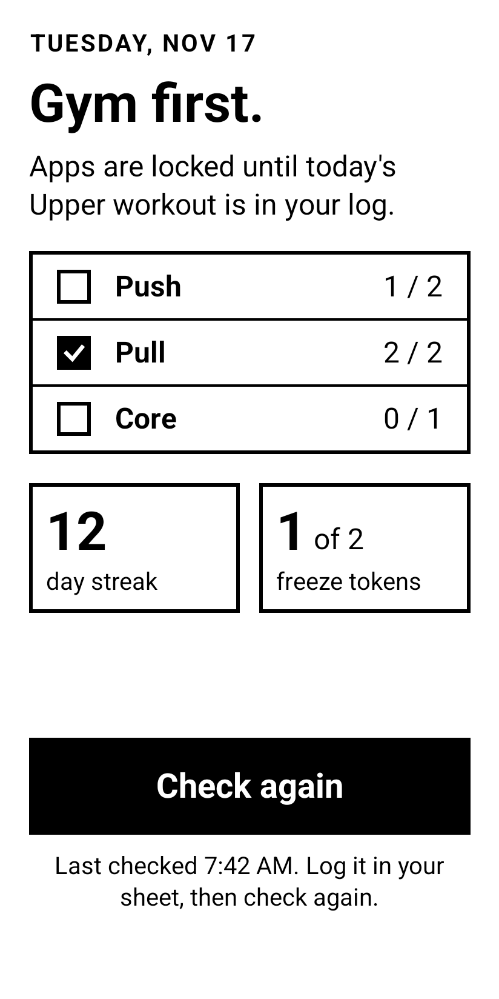 TUESDAY, NOV 17
Gym first.
Apps are locked until today's
Upper workout is in your log.
Push 1 / 2
Pull 2 / 2
Core 0 / 1
12
day streak
1 of 2
freeze tokens
Check again
Last checked 7:42 AM. Log it in your
sheet, then check again.